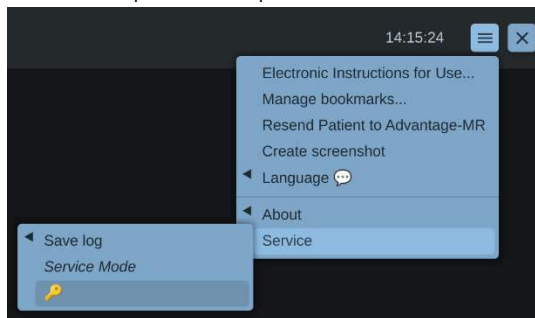 14:15:24
Electronic Instructions for Use...
Manage bookmarks...
Resend Patient to Advantage-MR
Create screenshot
Language
About
Service
Save log
Service Mode